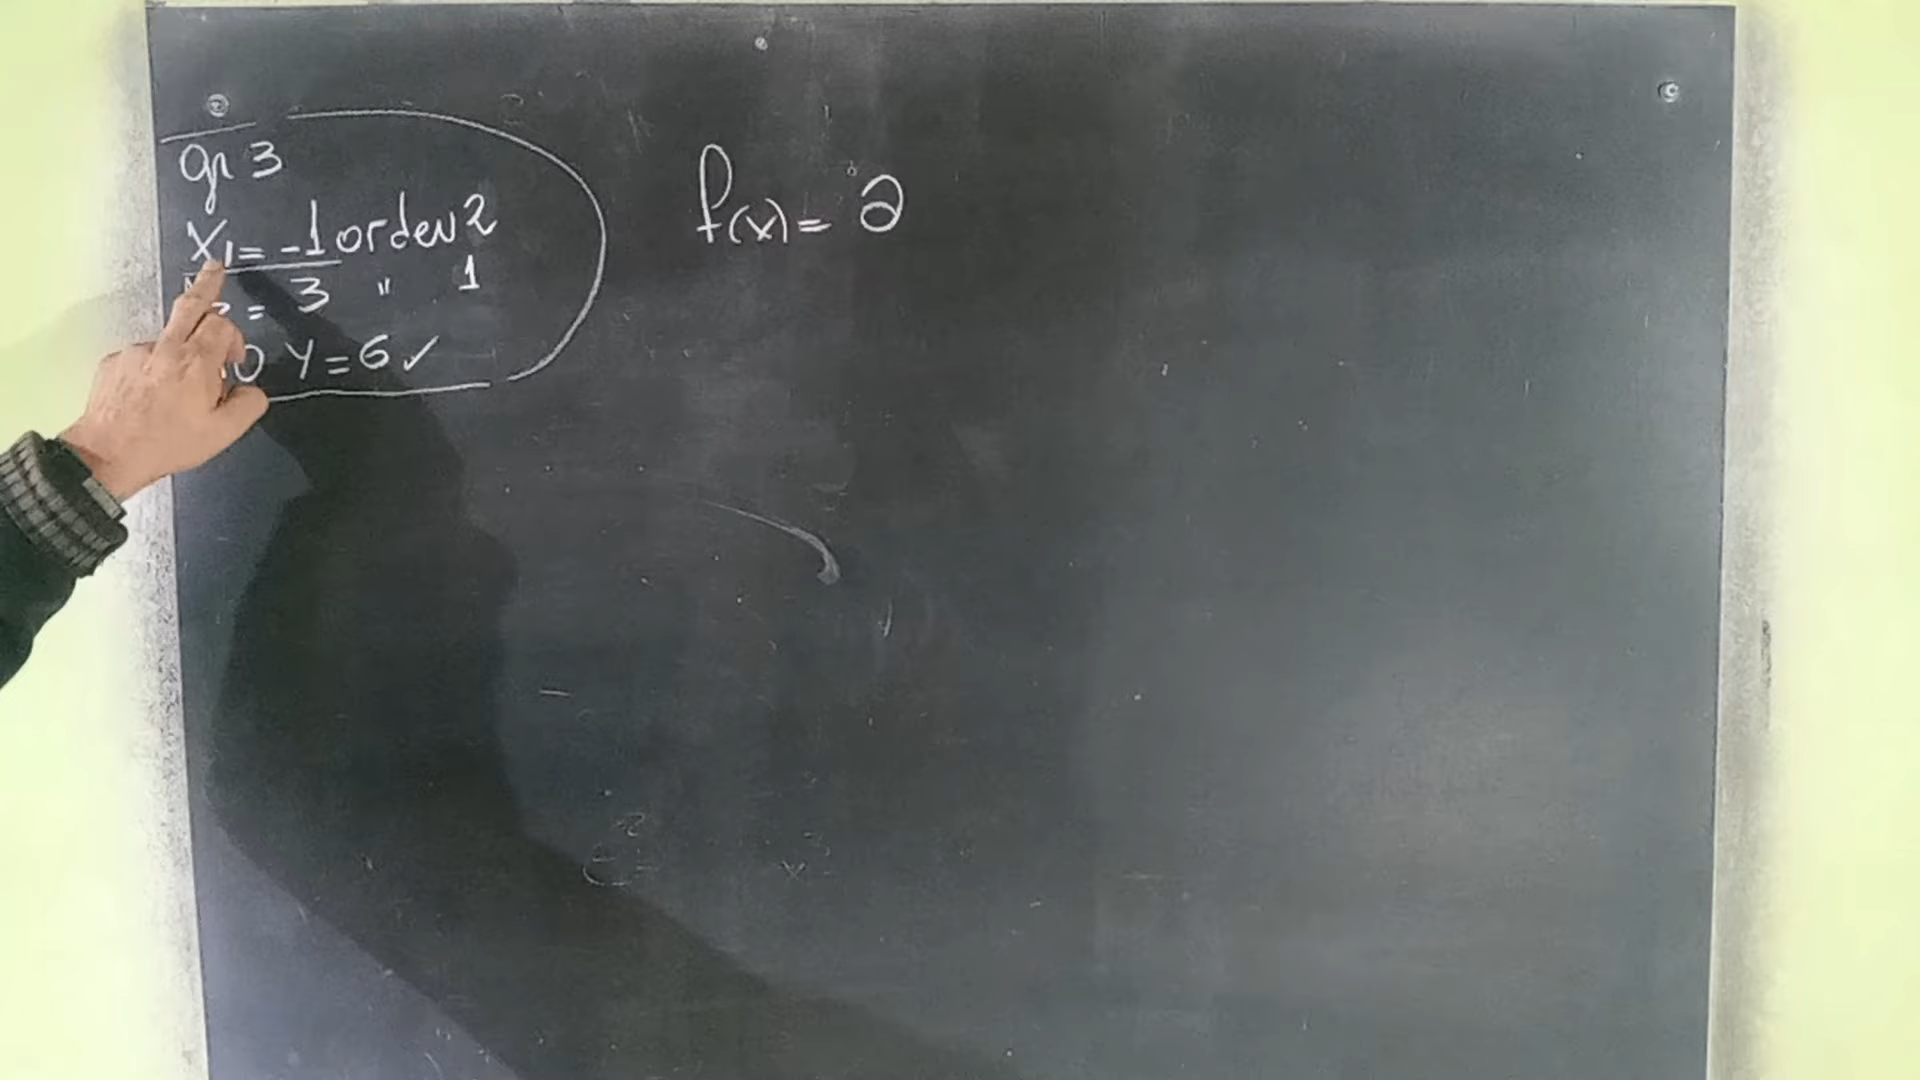 gr 3
X1 = -1 orden 2
= 3 " 1
Y = 6 ✓
f(x) = a